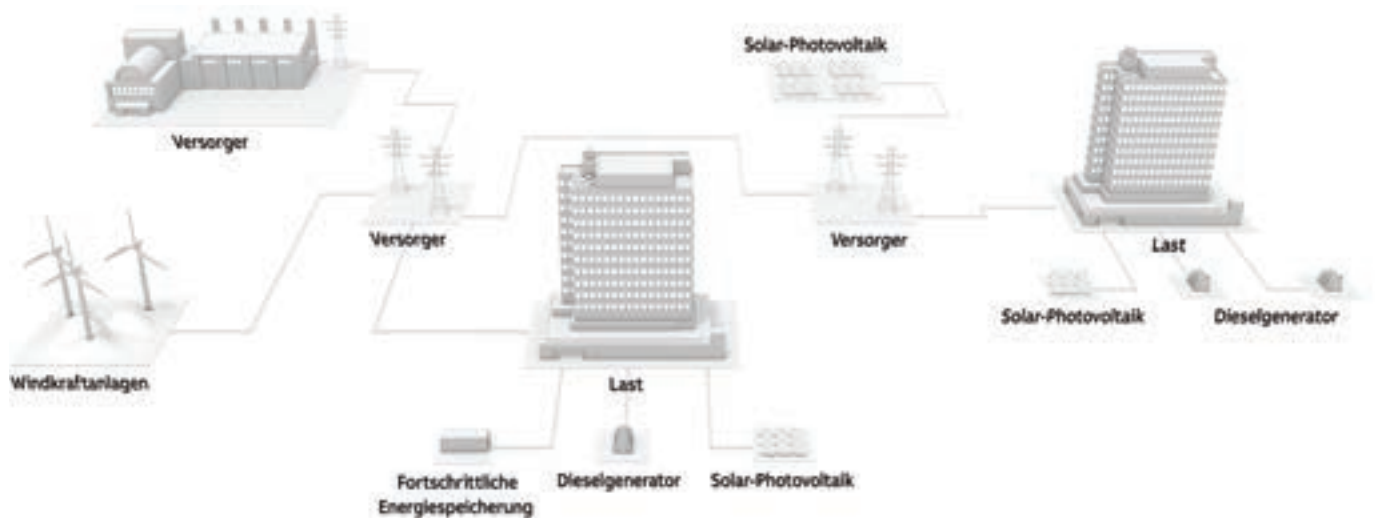 Solar-Photovoltaik
Versorger
Versorger
Versorger
Last
Solar-Photovoltaik
Dieselgenerator
Windkraftanlagen
Last
Fortschrittliche
Energiespeicherung
Dieselgenerator
Solar-Photovoltaik